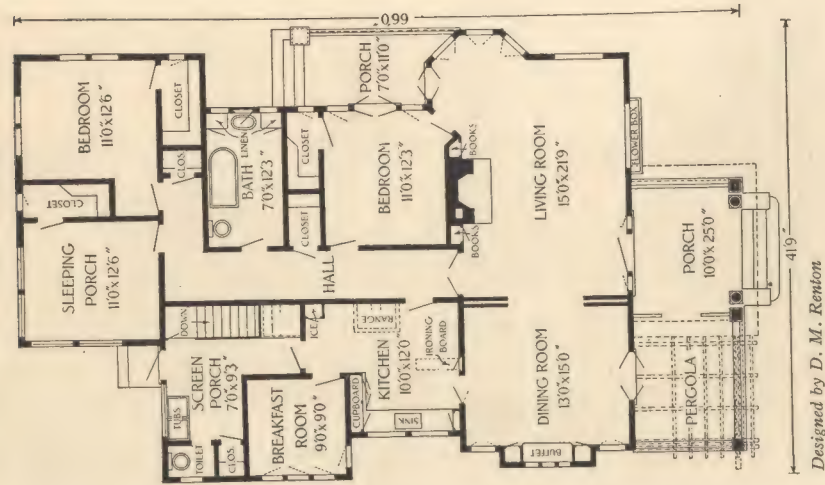 66'0"
41'9"
BEDROOM
11'0"x12'6"
CLOSET
CLOS.
CLOSET
SLEEPING
PORCH
11'0"x12'6"
PORCH
7'0"x11'0"
BATH
7'0"x12'3"
LINEN
CLOSET
CLOSET
BEDROOM
11'0"x12'3"
HALL
BOOKS
BOOKS
DOWN
SCREEN
PORCH
7'0"x9'3"
TUBS
TOILET
CLOS.
BREAKFAST
ROOM
9'0"x9'0"
ICE
RANGE
KITCHEN
10'0"x12'0"
CUPBOARD
SINK
IRONING
BOARD
LIVING ROOM
15'0"x21'9"
FLOWER BOX
DINING ROOM
13'0"x15'0"
BUFFET
PORCH
10'0"x25'0"
PERGOLA
Designed by D. M. Renton